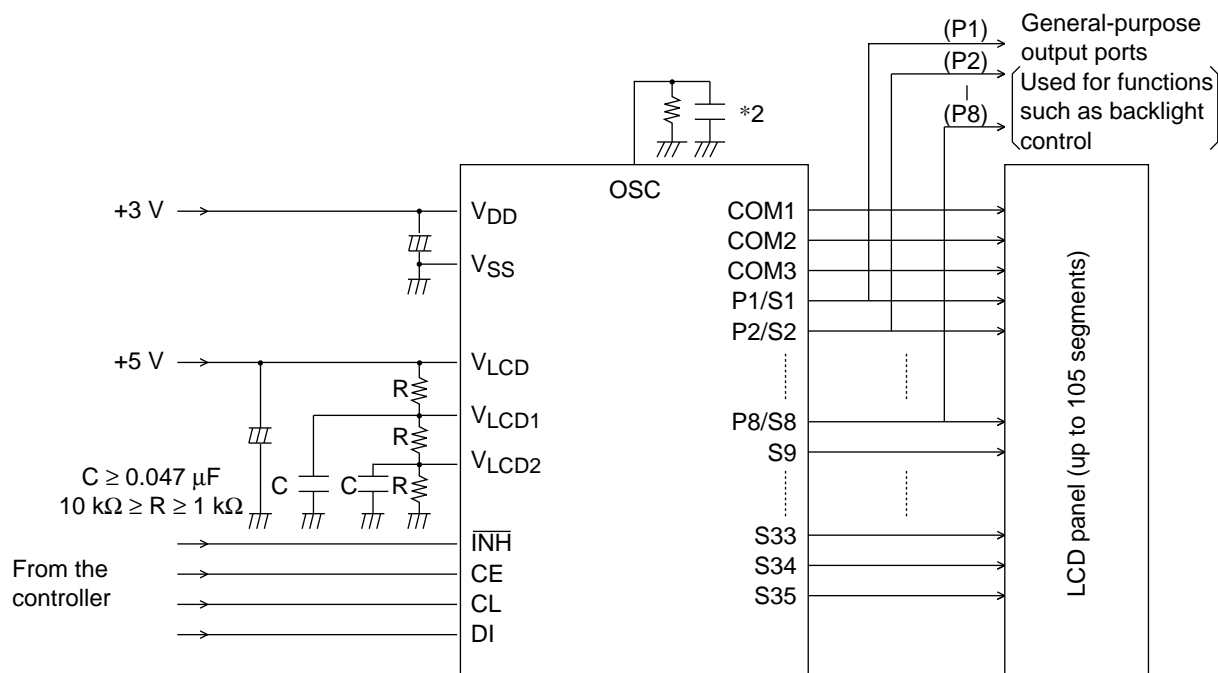 (P1)
General-purpose
output ports
(P2)
Used for functions
such as backlight
control
(P8)
*2
OSC
+3 V
VDD
VSS
COM1
COM2
COM3
P1/S1
P2/S2
+5 V
VLCD
R
VLCD1
R
VLCD2
C
C
R
C ≥ 0.047 μF
10 kΩ ≥ R ≥ 1 kΩ
P8/S8
S9
S33
S34
S35
INH
CE
CL
DI
From the
controller
LCD panel (up to 105 segments)